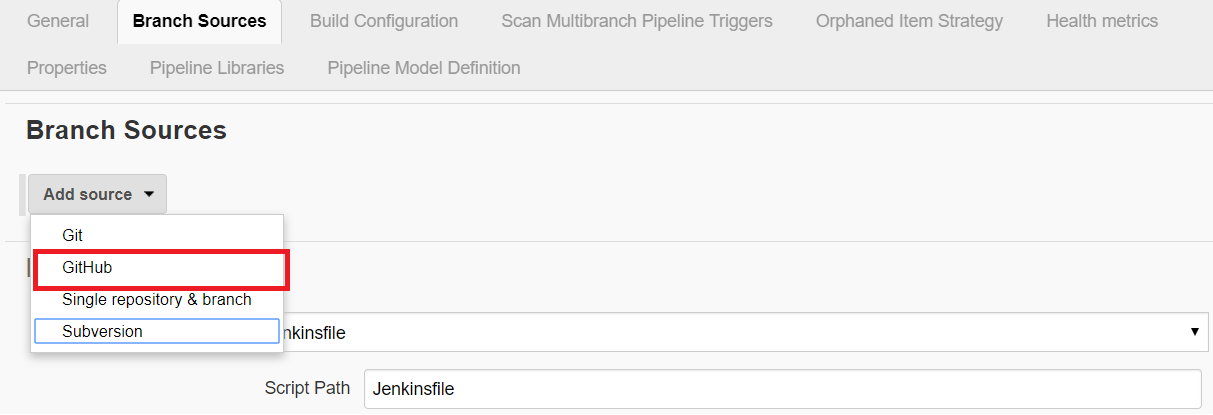 General Branch Sources Build Configuration Scan Multibranch Pipeline Triggers Orphaned Item Strategy Health metrics
Properties Pipeline Libraries Pipeline Model Definition
Branch Sources
Add source
Git
GitHub
Single repository & branch
Subversion
nkinsfile
Script Path Jenkinsfile